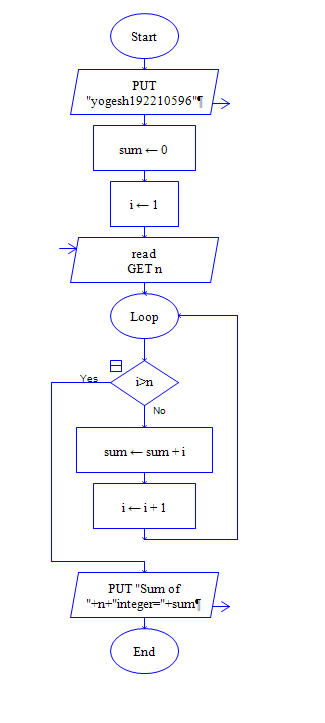 Start
PUT
"yogesh192210596"¶
sum ← 0
i ← 1
read
GET n
Loop
Yes
i>n
No
sum ← sum + i
i ← i + 1
PUT "Sum of
"+n+"integer="+sum¶
End